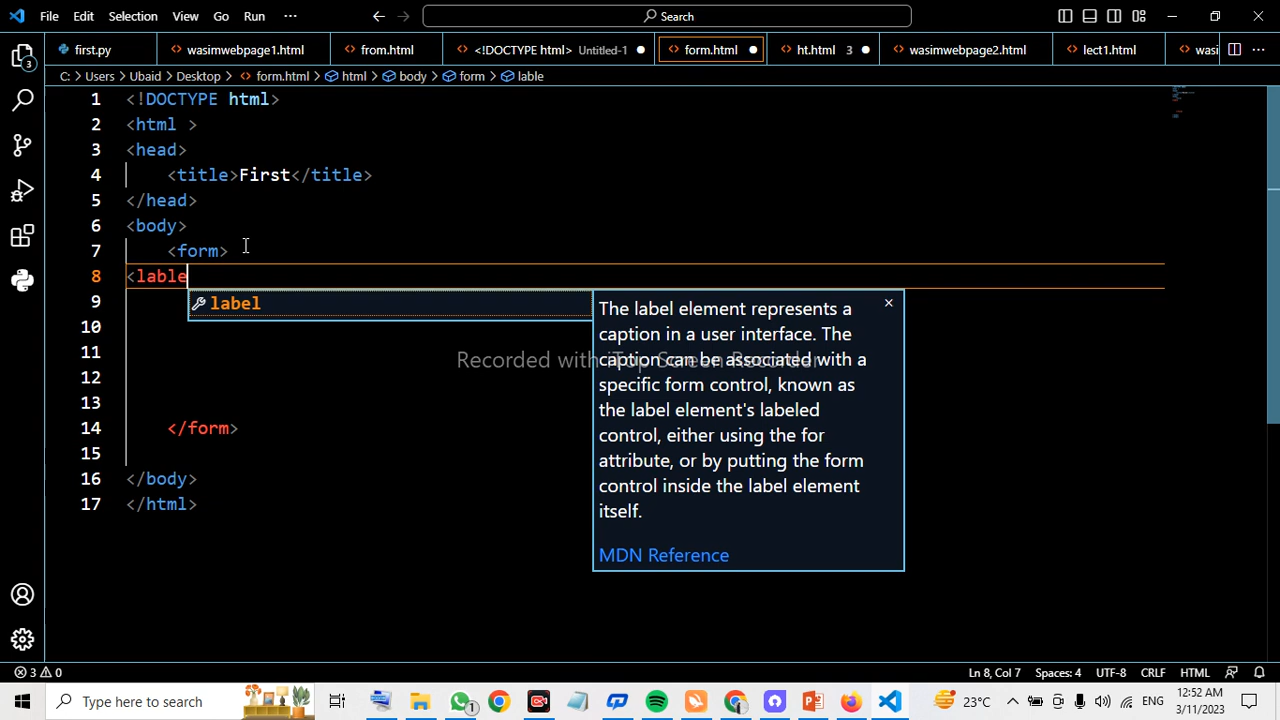 File Edit Selection View Go Run ··· Search
first.py wasimwebpage1.html from.html <!DOCTYPE html> Untitled-1 form.html ht.html 3 wasimwebpage2.html lect1.html wasi
C: > Users > Ubaid > Desktop > form.html > html > body > form > lable
1 <!DOCTYPE html>
2 <html >
3 <head>
4 <title>First</title>
5 </head>
6 <body>
7 <form>
8 <lable
9 label
10
11
12
13
14 </form>
15
16 </body>
17 </html>
The label element represents a
caption in a user interface. The
caption can be associated with a
specific form control, known as
the label element's labeled
control, either using the for
attribute, or by putting the form
control inside the label element
itself.
MDN Reference
Recorded with iTop Screen Recorder
3 0 Ln 8, Col 7 Spaces: 4 UTF-8 CRLF HTML
Type here to search 1 23°C 12:52 AM
3/11/2023
3